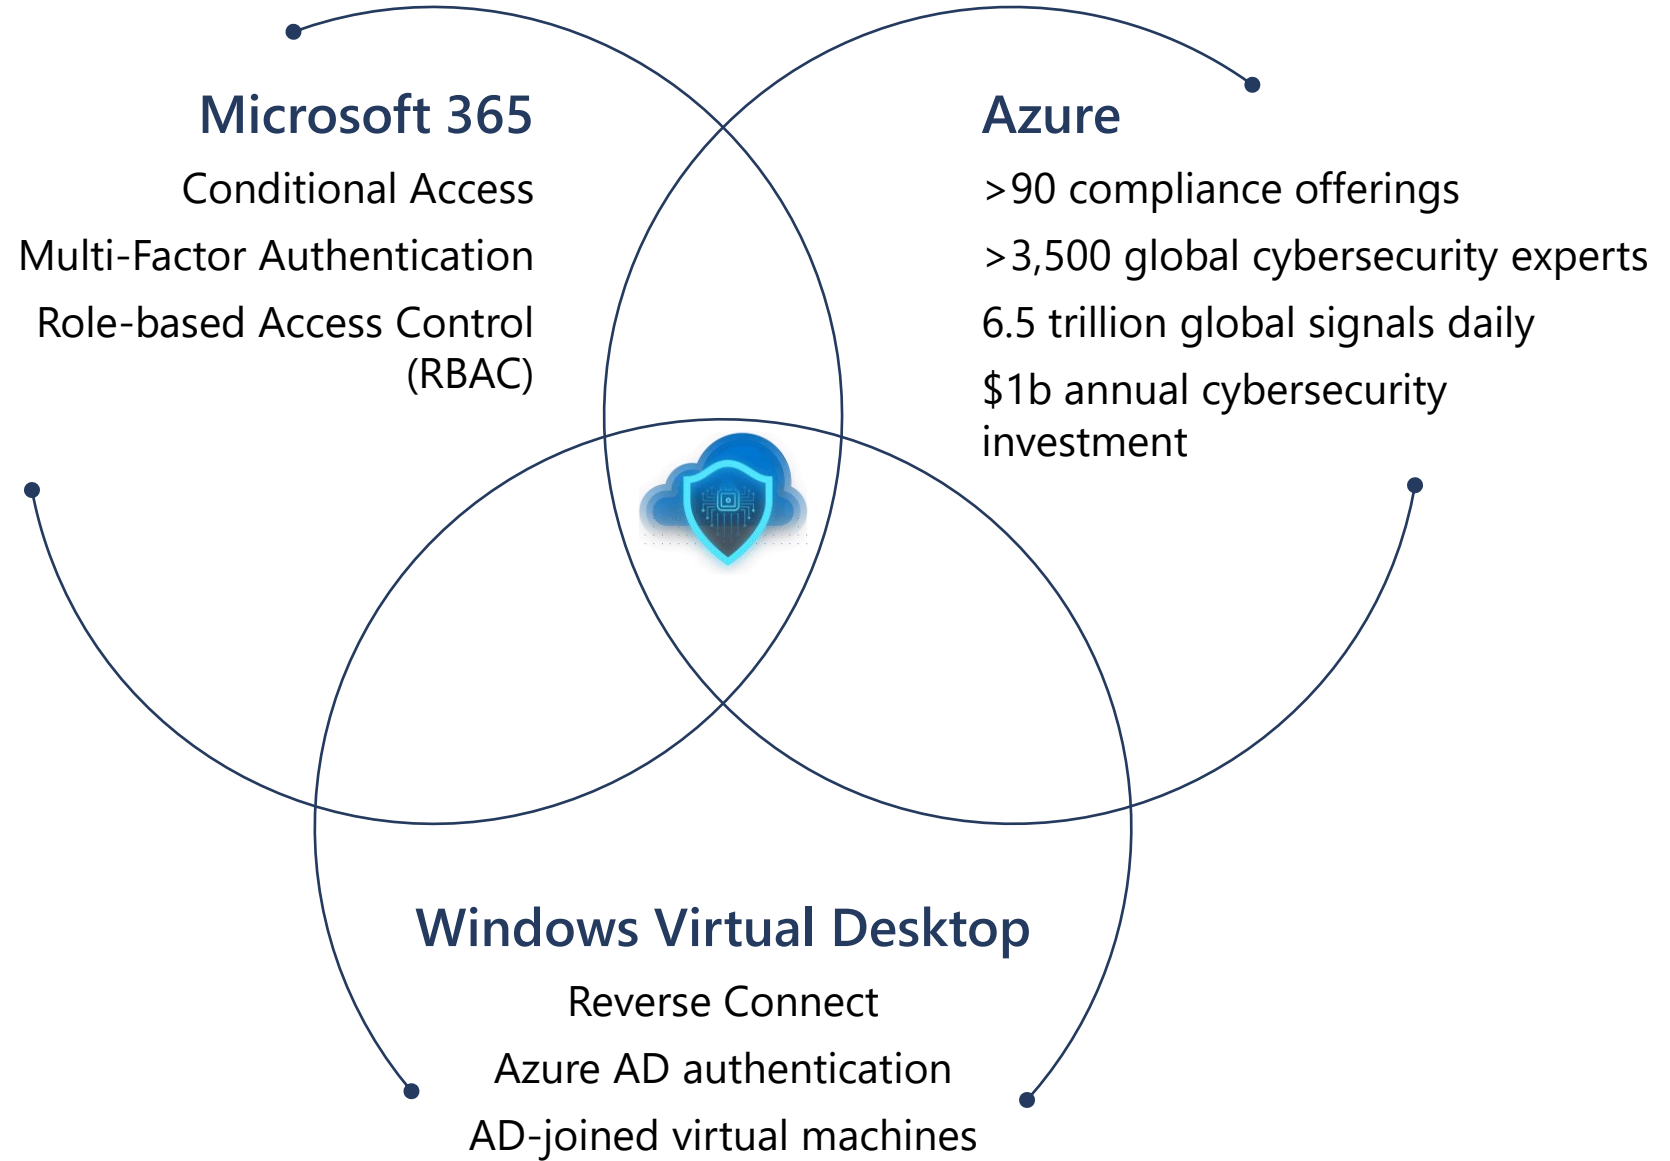 Microsoft 365
Conditional Access
Multi-Factor Authentication
Role-based Access Control
(RBAC)
Azure
>90 compliance offerings
>3,500 global cybersecurity experts
6.5 trillion global signals daily
$1b annual cybersecurity
investment
Windows Virtual Desktop
Reverse Connect
Azure AD authentication
AD-joined virtual machines